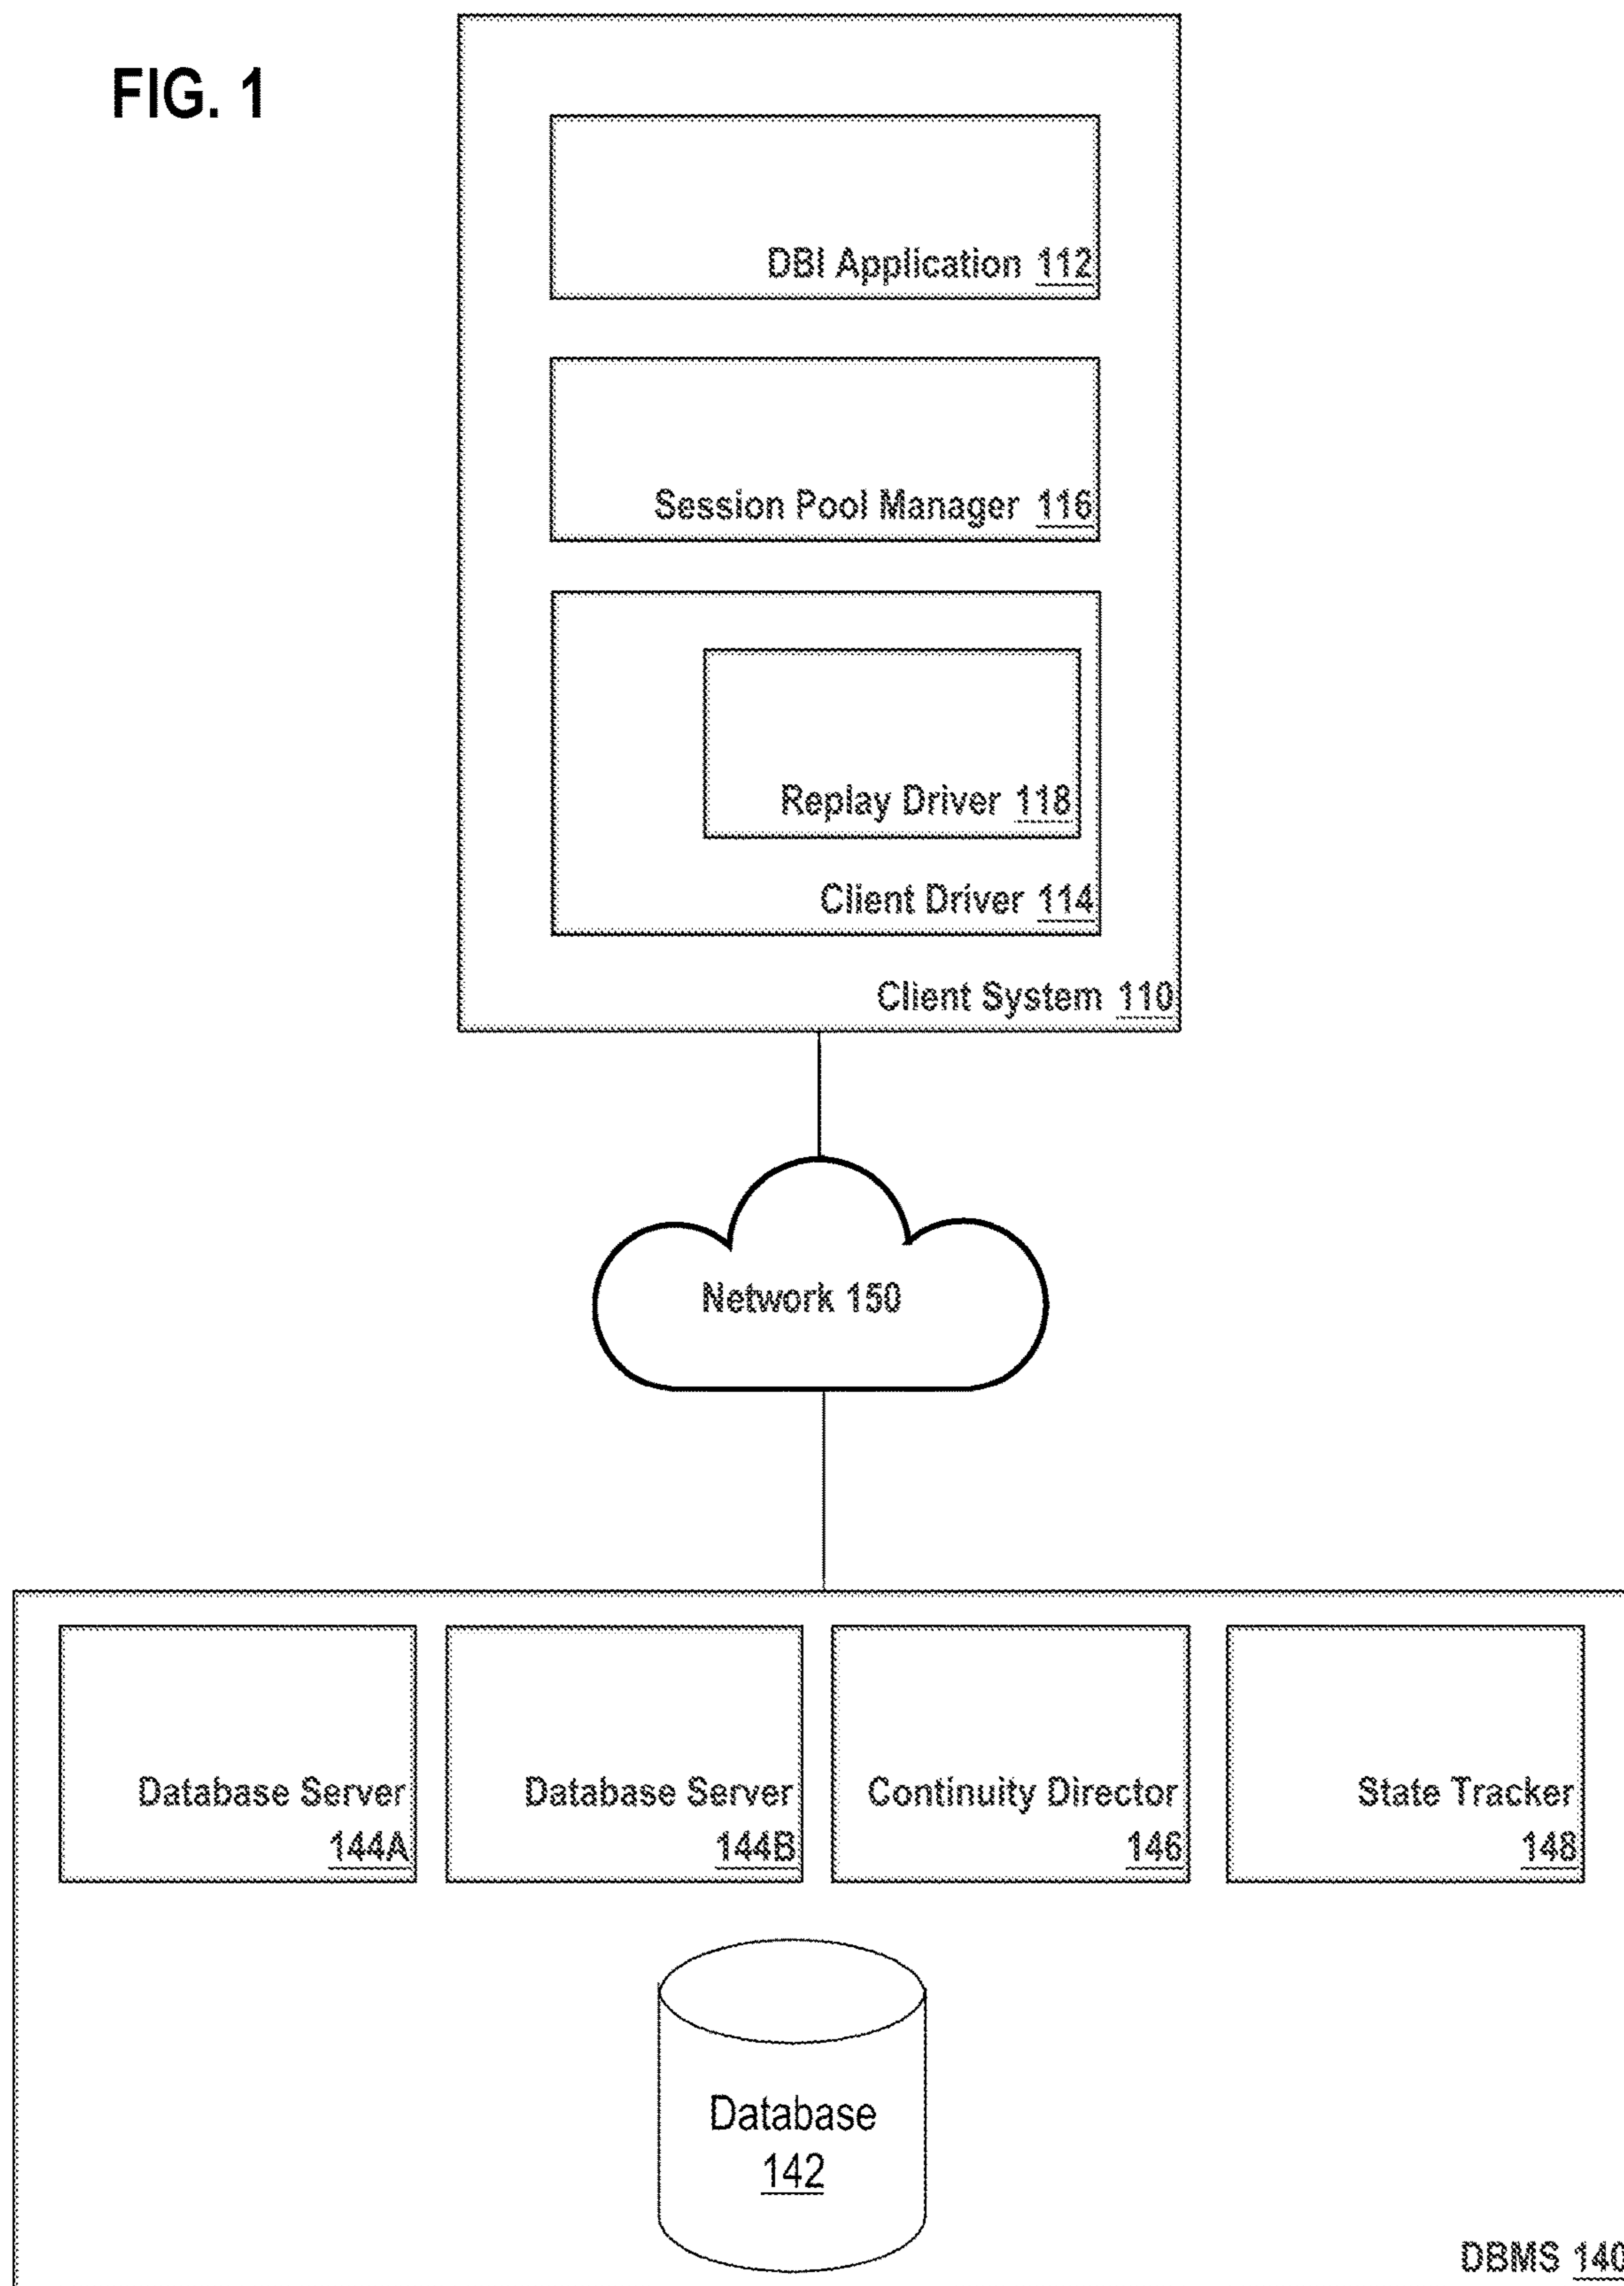 FIG. 1
DBI Application 112
Session Pool Manager 116
Replay Driver 118
Client Driver 114
Client System 110
Network 150
Database Server
144A
Database Server
144B
Continuity Director
146
State Tracker
148
Database
142
DBMS 140